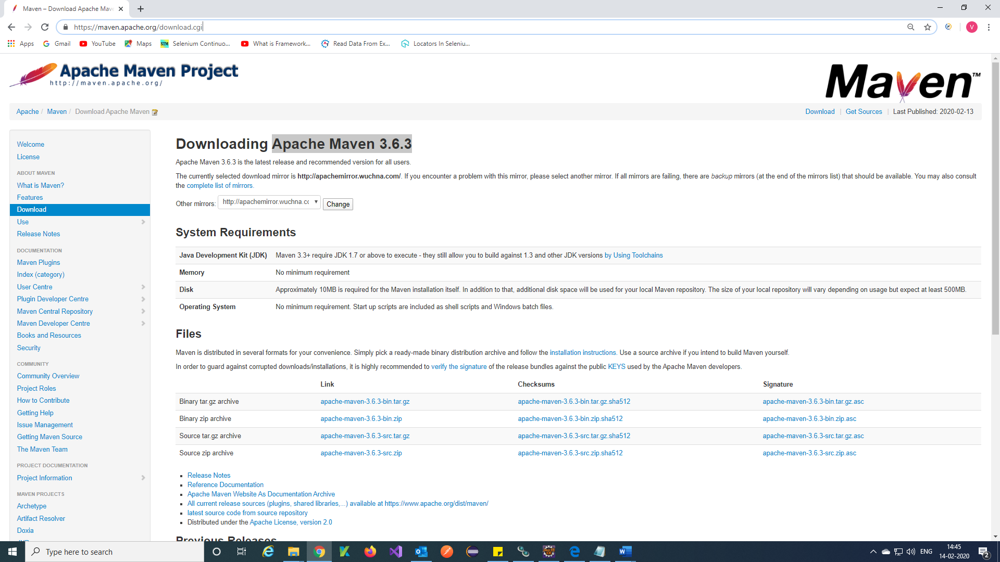 Maven – Download Apache Mav
https://maven.apache.org/download.cgi
V
Apps
Gmail
YouTube
Maps
STM
Selenium Continuo...
What is Framework...
Read Data From Ex...
Locators In Seleniu...
Apache Maven Project
http://maven.apache.org/
Maven™
Apache / Maven / Download Apache Maven
Download | Get Sources | Last Published: 2020-02-13
Welcome
License
ABOUT MAVEN
What is Maven?
Features
Download
Use
Release Notes
DOCUMENTATION
Maven Plugins
Index (category)
User Centre
Plugin Developer Centre
Maven Central Repository
Maven Developer Centre
Books and Resources
Security
COMMUNITY
Community Overview
Project Roles
How to Contribute
Getting Help
Issue Management
Getting Maven Source
The Maven Team
PROJECT DOCUMENTATION
Project Information
MAVEN PROJECTS
Archetype
Artifact Resolver
Doxia
Downloading Apache Maven 3.6.3
Apache Maven 3.6.3 is the latest release and recommended version for all users.
The currently selected download mirror is http://apachemirror.wuchna.com/. If you encounter a problem with this mirror, please select another mirror. If all mirrors are failing, there are backup mirrors (at the end of the mirrors list) that should be available. You may also consult
the complete list of mirrors.
Other mirrors: http://apachemirror.wuchna.cc Change
System Requirements
Java Development Kit (JDK) Maven 3.3+ require JDK 1.7 or above to execute - they still allow you to build against 1.3 and other JDK versions by Using Toolchains
Memory No minimum requirement
Disk Approximately 10MB is required for the Maven installation itself. In addition to that, additional disk space will be used for your local Maven repository. The size of your local repository will vary depending on usage but expect at least 500MB.
Operating System No minimum requirement. Start up scripts are included as shell scripts and Windows batch files.
Files
Maven is distributed in several formats for your convenience. Simply pick a ready-made binary distribution archive and follow the installation instructions. Use a source archive if you intend to build Maven yourself.
In order to guard against corrupted downloads/installations, it is highly recommended to verify the signature of the release bundles against the public KEYS used by the Apache Maven developers.
Link Checksums Signature
Binary tar.gz archive apache-maven-3.6.3-bin.tar.gz apache-maven-3.6.3-bin.tar.gz.sha512 apache-maven-3.6.3-bin.tar.gz.asc
Binary zip archive apache-maven-3.6.3-bin.zip apache-maven-3.6.3-bin.zip.sha512 apache-maven-3.6.3-bin.zip.asc
Source tar.gz archive apache-maven-3.6.3-src.tar.gz apache-maven-3.6.3-src.tar.gz.sha512 apache-maven-3.6.3-src.tar.gz.asc
Source zip archive apache-maven-3.6.3-src.zip apache-maven-3.6.3-src.zip.sha512 apache-maven-3.6.3-src.zip.asc
Release Notes
Reference Documentation
Apache Maven Website As Documentation Archive
All current release sources (plugins, shared libraries,...) available at https://www.apache.org/dist/maven/
latest source code from source repository
Distributed under the Apache License, version 2.0
Previous Releases
Type here to search
ENG
14:45
14-02-2020
2